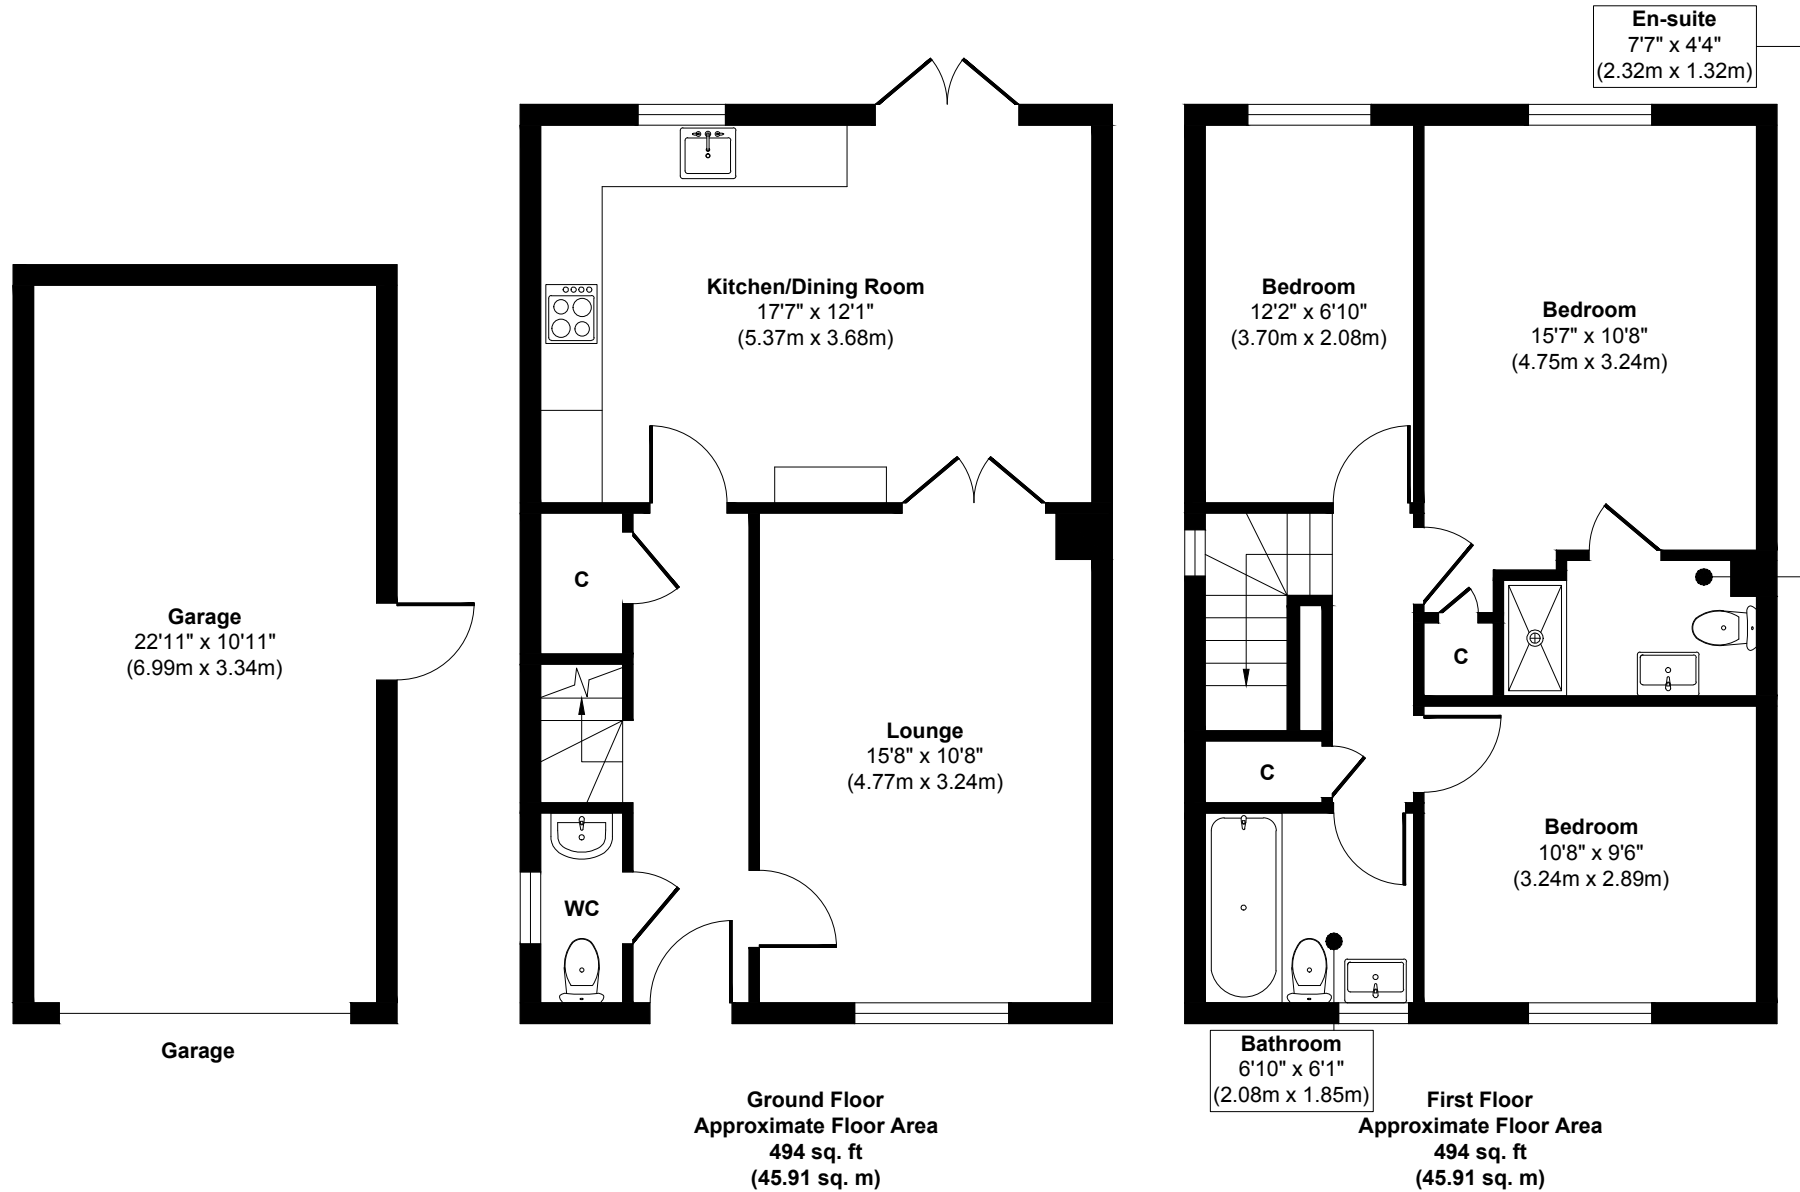 En-suite
7'7" x 4'4"
(2.32m x 1.32m)
Kitchen/Dining Room
17'7" x 12'1"
(5.37m x 3.68m)
Bedroom
12'2" x 6'10"
(3.70m x 2.08m)
Bedroom
15'7" x 10'8"
(4.75m x 3.24m)
C
Garage
22'11" x 10'11"
(6.99m x 3.34m)
C
Lounge
15'8" x 10'8"
(4.77m x 3.24m)
C
Bedroom
10'8" x 9'6"
(3.24m x 2.89m)
WC
Garage
Bathroom
6'10" x 6'1"
(2.08m x 1.85m)
Ground Floor
Approximate Floor Area
494 sq. ft
(45.91 sq. m)
First Floor
Approximate Floor Area
494 sq. ft
(45.91 sq. m)